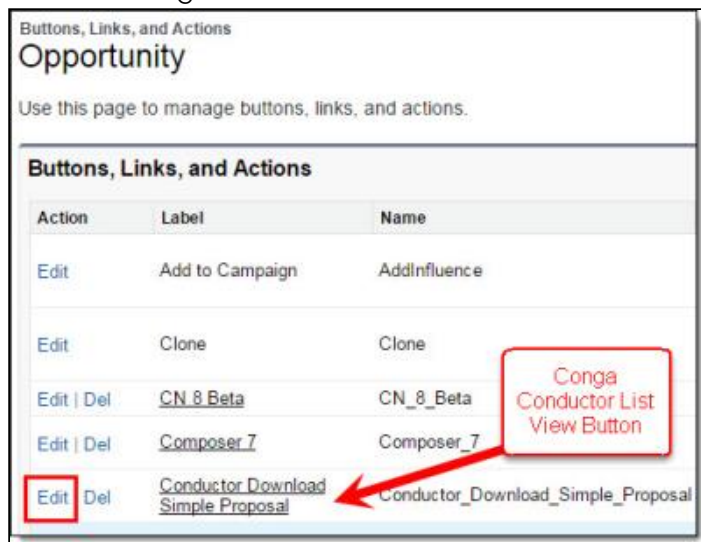 Buttons, Links, and Actions
Opportunity
Use this page to manage buttons, links, and actions.
Buttons, Links, and Actions
Action Label Name
Edit Add to Campaign AddInfluence
Edit Clone Clone
Edit | Del CN 8 Beta CN_8_Beta
Edit | Del Composer 7 Composer_7
Conga
Conductor List
View Button
Edit Del Conductor Download
Simple Proposal Conductor_Download_Simple_Proposal